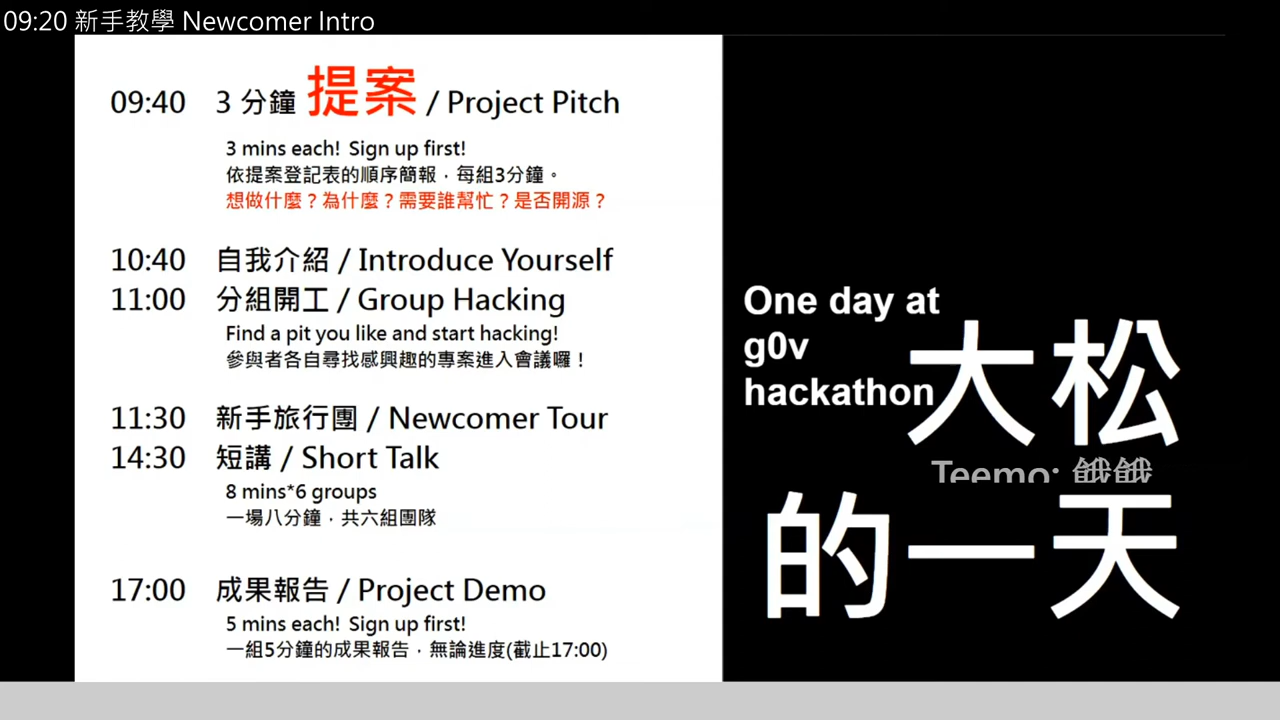 09:20 新手教學 Newcomer Intro
09:40 3 分鐘 提案 / Project Pitch
3 mins each! Sign up first!
依提案登記表的順序簡報，每組3分鐘。
想做什麼？為什麼？需要誰幫忙？是否開源？
10:40 自我介紹 / Introduce Yourself
11:00 分組開工 / Group Hacking
Find a pit you like and start hacking!
參與者各自尋找感興趣的專案進入會議囉！
11:30 新手旅行團 / Newcomer Tour
14:30 短講 / Short Talk
8 mins*6 groups
一場八分鐘，共六組團隊
17:00 成果報告 / Project Demo
5 mins each! Sign up first!
一組5分鐘的成果報告，無論進度(截止17:00)
One day at
g0v
hackathon
大松
Teemo: 餓餓
的一天